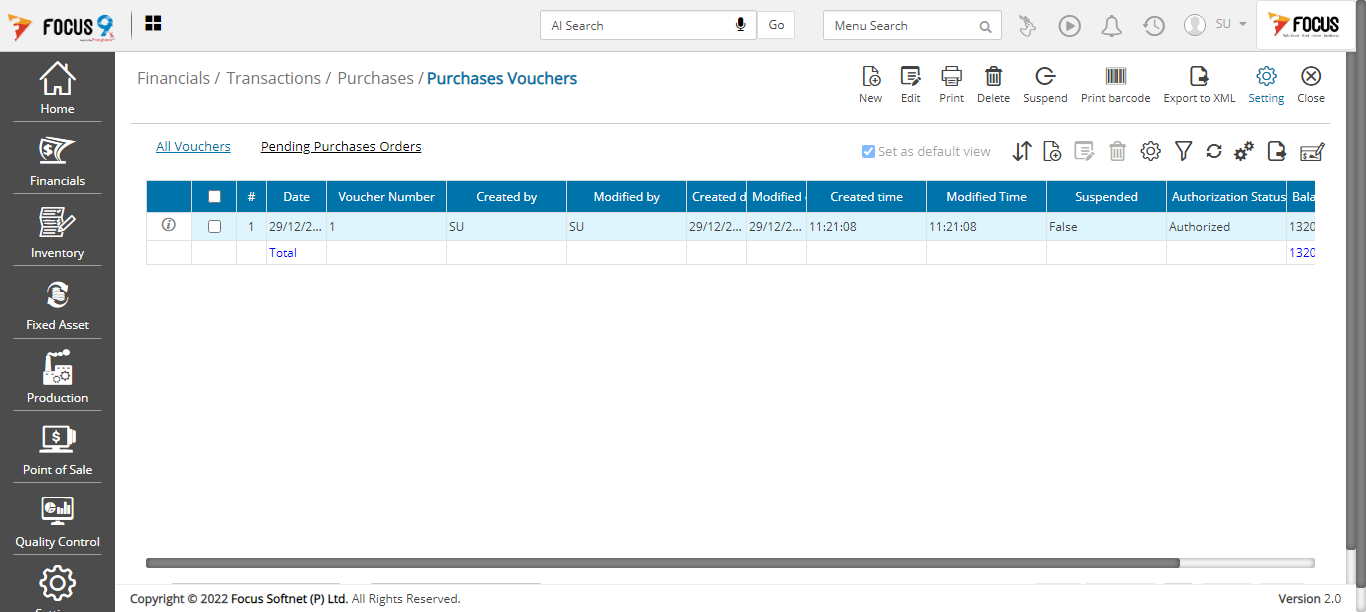 FOCUS 9
AI Search
Go
Menu Search
SU
FOCUS
Home
Financials
Inventory
Fixed Asset
Production
Point of Sale
Quality Control
Financials / Transactions / Purchases / Purchases Vouchers
New Edit Print Delete Suspend Print barcode Export to XML Setting Close
All Vouchers Pending Purchases Orders
Set as default view
# Date Voucher Number Created by Modified by Created d Modified Created time Modified Time Suspended Authorization Status Bala
1 29/12/2... 1 SU SU 29/12/2... 29/12/2... 11:21:08 11:21:08 False Authorized 1320
Total 1320
Copyright © 2022 Focus Softnet (P) Ltd. All Rights Reserved.
Version 2.0